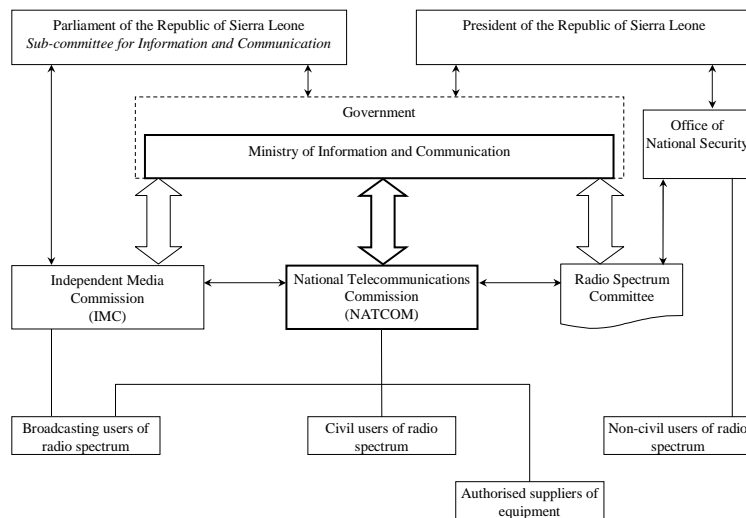 Parliament of the Republic of Sierra Leone
Sub-committee for Information and Communication
President of the Republic of Sierra Leone
Government
Ministry of Information and Communication
Office of
National Security
Independent Media
Commission
(IMC)
National Telecommunications
Commission
(NATCOM)
Radio Spectrum
Committee
Broadcasting users of
radio spectrum
Civil users of radio
spectrum
Non-civil users of radio
spectrum
Authorised suppliers of
equipment